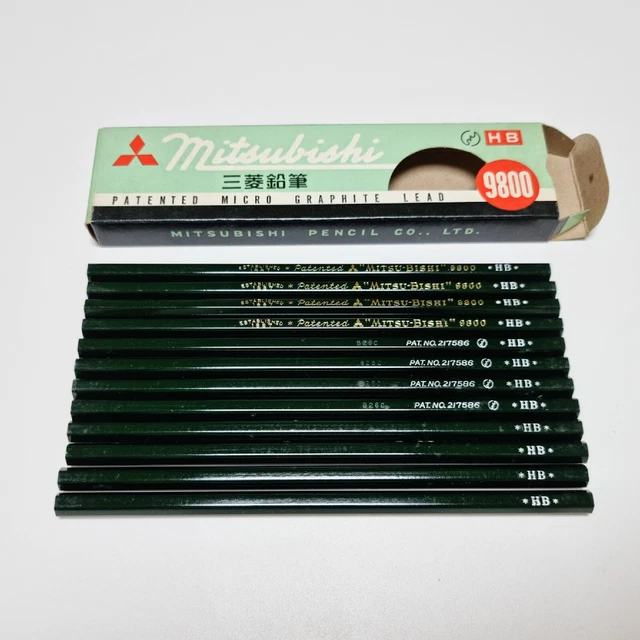 Mitsubishi
HB
三菱鉛筆
9800
PATENTED MICRO GRAPHITE LEAD
MITSUBISHI PENCIL CO., LTD.
* Patented "MITSU-BISHI" 9800 *HB*
* Patented "MITSU-BISHI" 9800 *HB*
* Patented "MITSU-BISHI" 9800 *HB*
* Patented "MITSU-BISHI" 9800 *HB*
PAT. NO. 217586 *HB*
PAT. NO. 217586 *HB*
PAT. NO. 217586 *HB*
PAT. NO. 217586 *HB*
*HB*
*HB*
*HB*
*HB*